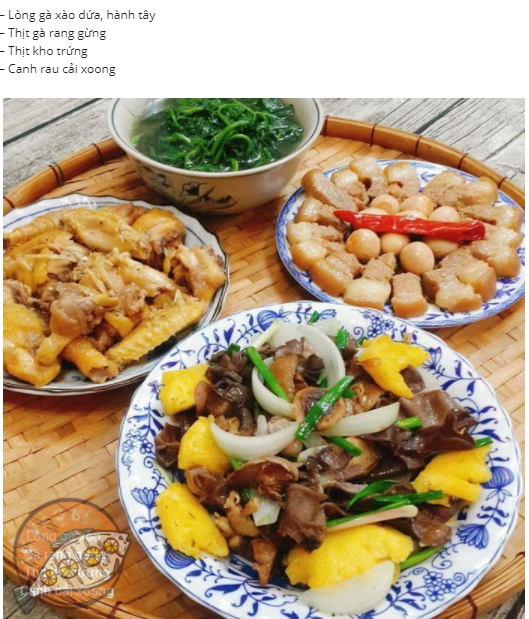 – Lòng gà xào dứa, hành tây
– Thịt gà rang gừng
– Thịt kho trứng
– Canh rau cải xoong